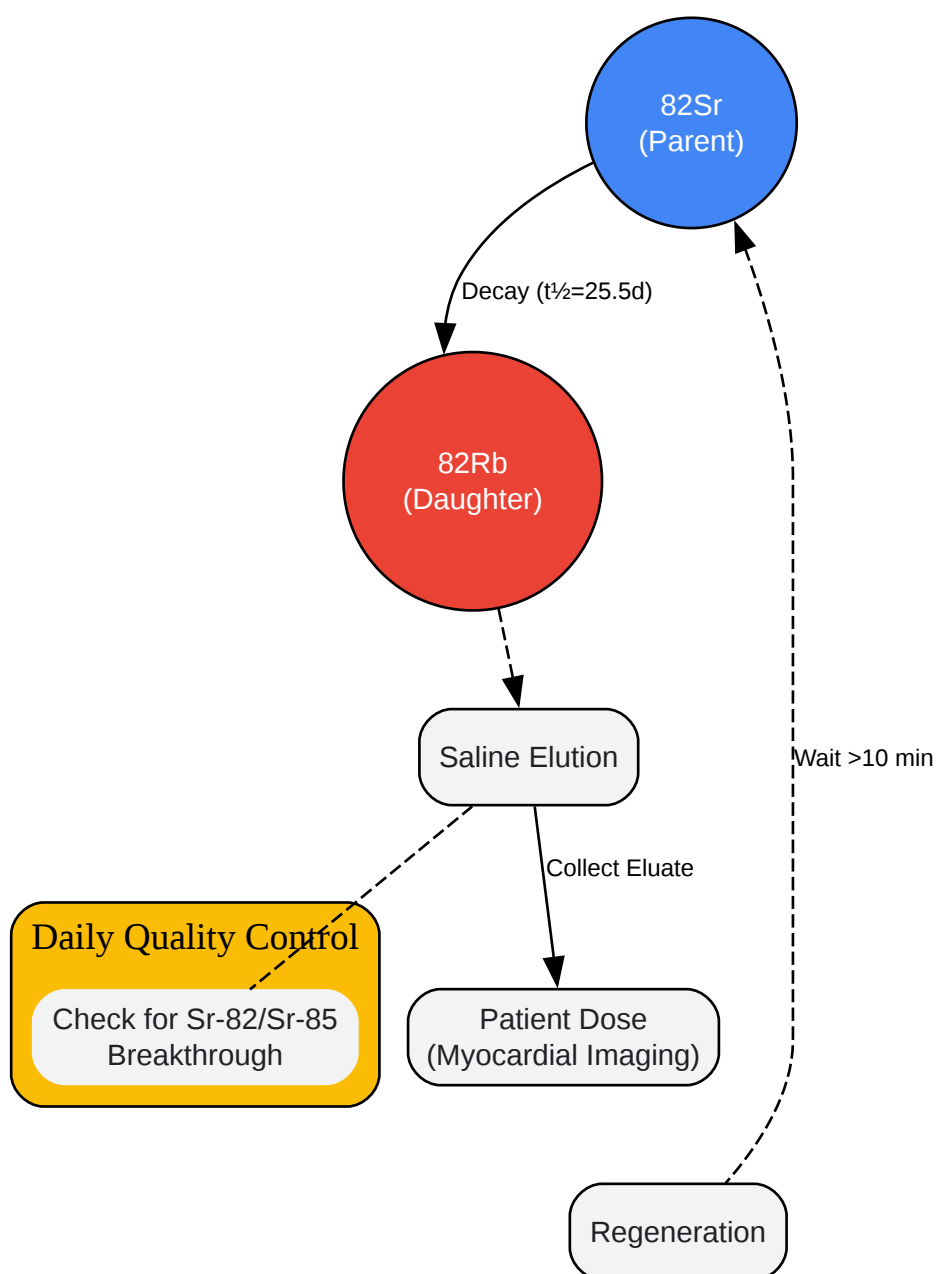 82Sr
(Parent)
Decay (t½=25.5d)
82Rb
(Daughter)
Saline Elution
Wait >10 min
Collect Eluate
Daily Quality Control
Check for Sr-82/Sr-85
Breakthrough
Patient Dose
(Myocardial Imaging)
Regeneration